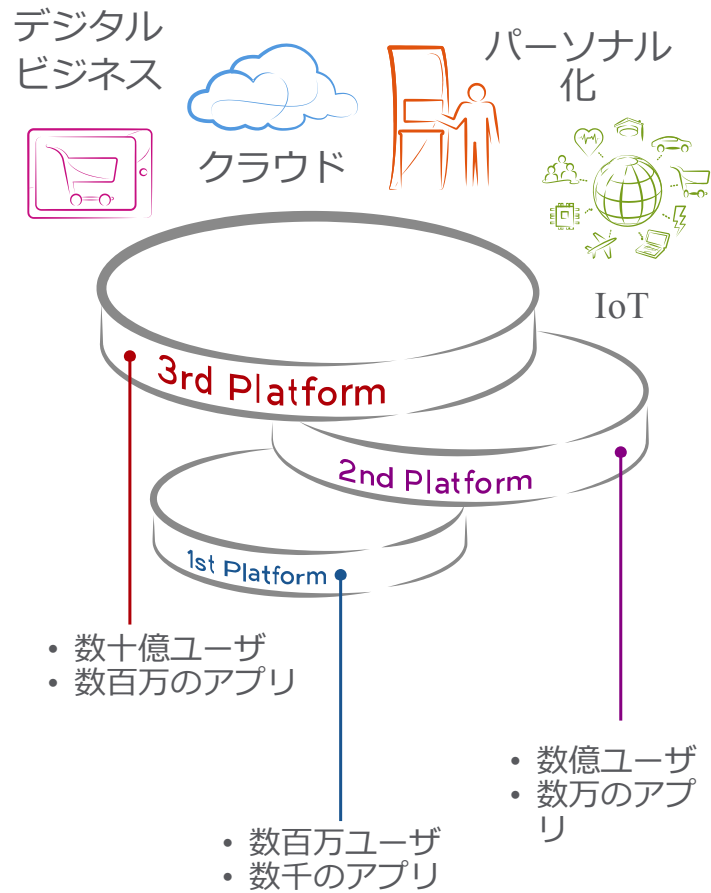 デジタル
ビジネス
クラウド
パーソナル
化
IoT
3rd Platform
2nd Platform
1st Platform
• 数十億ユーザ
• 数百万のアプリ
• 数億ユーザ
• 数万のアプ
リ
• 数百万ユーザ
• 数千のアプリ